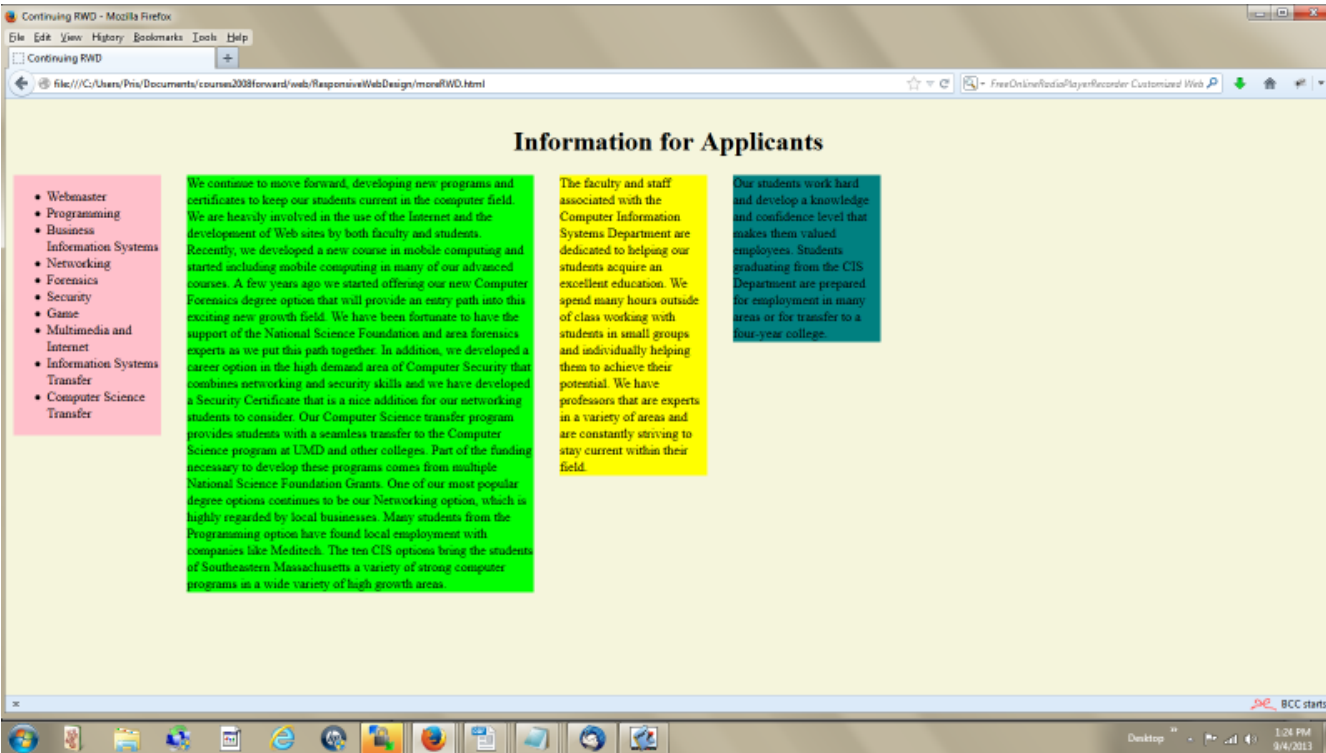 Continuing RWD - Mozilla Firefox
File Edit View History Bookmarks Tools Help
Continuing RWD
file:///C:/Users/Pris/Documents/courses2008forward/web/ResponsiveWebDesign/moreRWD.html
FreeOnlineRadioPlayerRecorder Customized Web
Information for Applicants
• Webmaster
• Programming
• Business
Information Systems
• Networking
• Forensics
• Security
• Game
• Multimedia and
Internet
• Information Systems
Transfer
• Computer Science
Transfer
We continue to move forward, developing new programs and
certificates to keep our students current in the computer field.
We are heavily involved in the use of the Internet and the
development of Web sites by both faculty and students.
Recently, we developed a new course in mobile computing and
started including mobile computing in many of our advanced
courses. A few years ago we started offering our new Computer
Forensics degree option that will provide an entry path into this
exciting new growth field. We have been fortunate to have the
support of the National Science Foundation and area forensics
experts as we put this path together. In addition, we developed a
career option in the high demand area of Computer Security that
combines networking and security skills and we have developed
a Security Certificate that is a nice addition for our networking
students to consider. Our Computer Science transfer program
provides students with a seamless transfer to the Computer
Science program at UMD and other colleges. Part of the funding
necessary to develop these programs comes from multiple
National Science Foundation Grants. One of our most popular
degree options continues to be our Networking option, which is
highly regarded by local businesses. Many students from the
Programming option have found local employment with
companies like Meditech. The ten CIS options bring the students
of Southeastern Massachusetts a variety of strong computer
programs in a wide variety of high growth areas.
The faculty and staff
associated with the
Computer Information
Systems Department are
dedicated to helping our
students acquire an
excellent education. We
spend many hours outside
of class working with
students in small groups
and individually helping
them to achieve their
potential. We have
professors that are experts
in a variety of areas and
are constantly striving to
stay current within their
field.
Our students work hard
and develop a knowledge
and confidence level that
makes them valued
employees. Students
graduating from the CIS
Department are prepared
for employment in many
areas or for transfer to a
four-year college.
BCC starts
Desktop
1:24 PM
9/4/2013